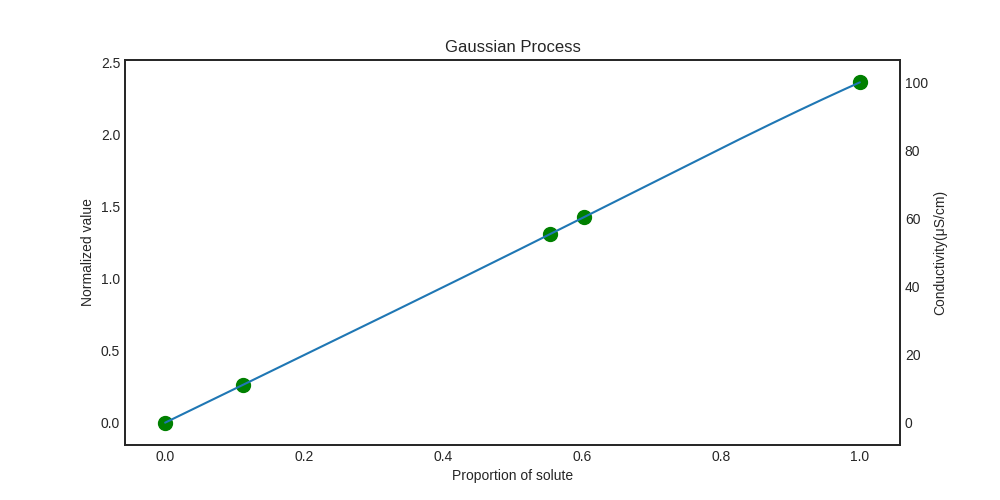 Gaussian Process
2.5
2.0
1.5
1.0
0.5
0.0
Normalized value
100
80
60
40
20
0
Conductivity(μS/cm)
0.0 0.2 0.4 0.6 0.8 1.0
Proportion of solute